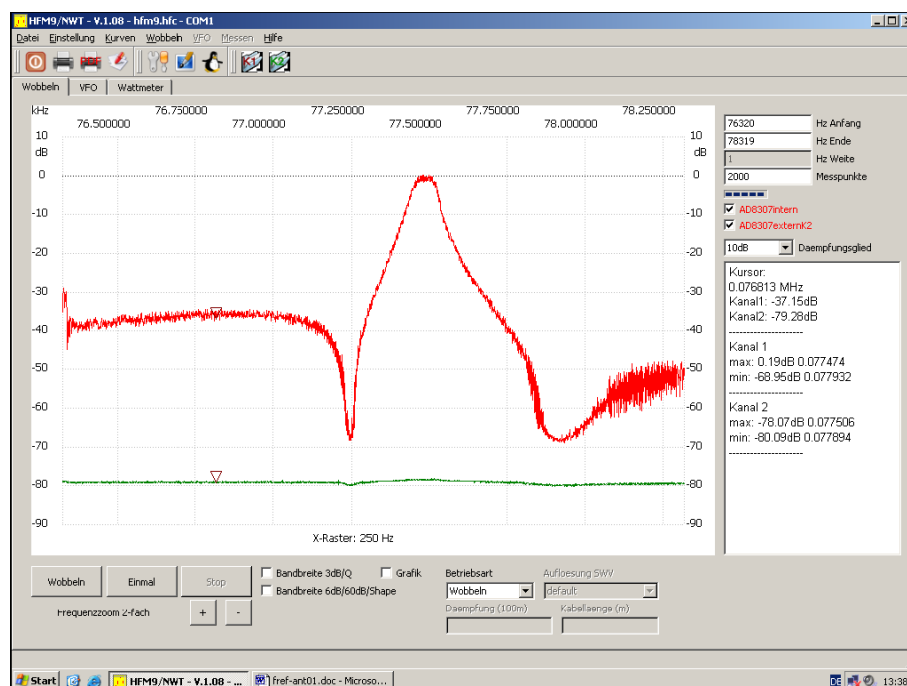 HFM9/NWT - V.1.08 - hfm9.hfc - COM1
Datei Einstellung Kurven Wobbeln VFO Messen Hilfe
K1 K2
Wobbeln VFO Wattmeter
kHz 76.750000 77.250000 77.750000 78.250000
76.500000 77.000000 77.500000 78.000000
10 10
dB dB
0 0
-10 -10
-20 -20
-30 -30
-40 -40
-50 -50
-60 -60
-70 -70
-80 -80
-90 -90
X-Raster: 250 Hz
76320 Hz Anfang
78319 Hz Ende
1 Hz Weite
2000 Messpunkte
AD8307intern
AD8307externK2
10dB Daempfungsglied
Kursor:
0.076813 MHz
Kanal1: -37.15dB
Kanal2: -79.28dB
---------------------
Kanal 1
max: 0.19dB 0.077474
min: -68.95dB 0.077932
---------------------
Kanal 2
max: -78.07dB 0.077506
min: -80.09dB 0.077894
---------------------
Wobbeln Einmal Stop
Bandbreite 3dB/Q Grafik
Bandbreite 6dB/60dB/Shape
Betriebsart Aufloesung SWV
Wobbeln default
Daempfung (100m) Kabellaenge (m)
Frequenzzoom 2-fach + -
Start HFM9/NWT - V.1.08 - ... fref-ant01.doc - Microso... DE 13:38